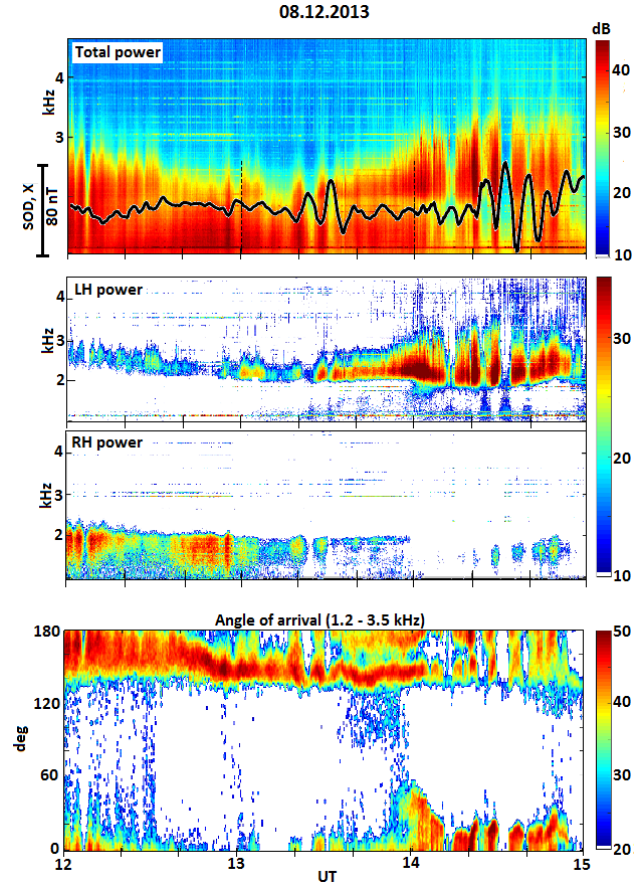 08.12.2013
dB
Total power
4
kHz
3
SOD, X
80 nT
40
30
20
10
LH power
4
kHz
3
2
30
RH power
4
kHz
3
2
20
10
Angle of arrival (1.2 - 3.5 kHz)
180
120
deg
60
0
50
40
30
20
12
13
14
15
UT